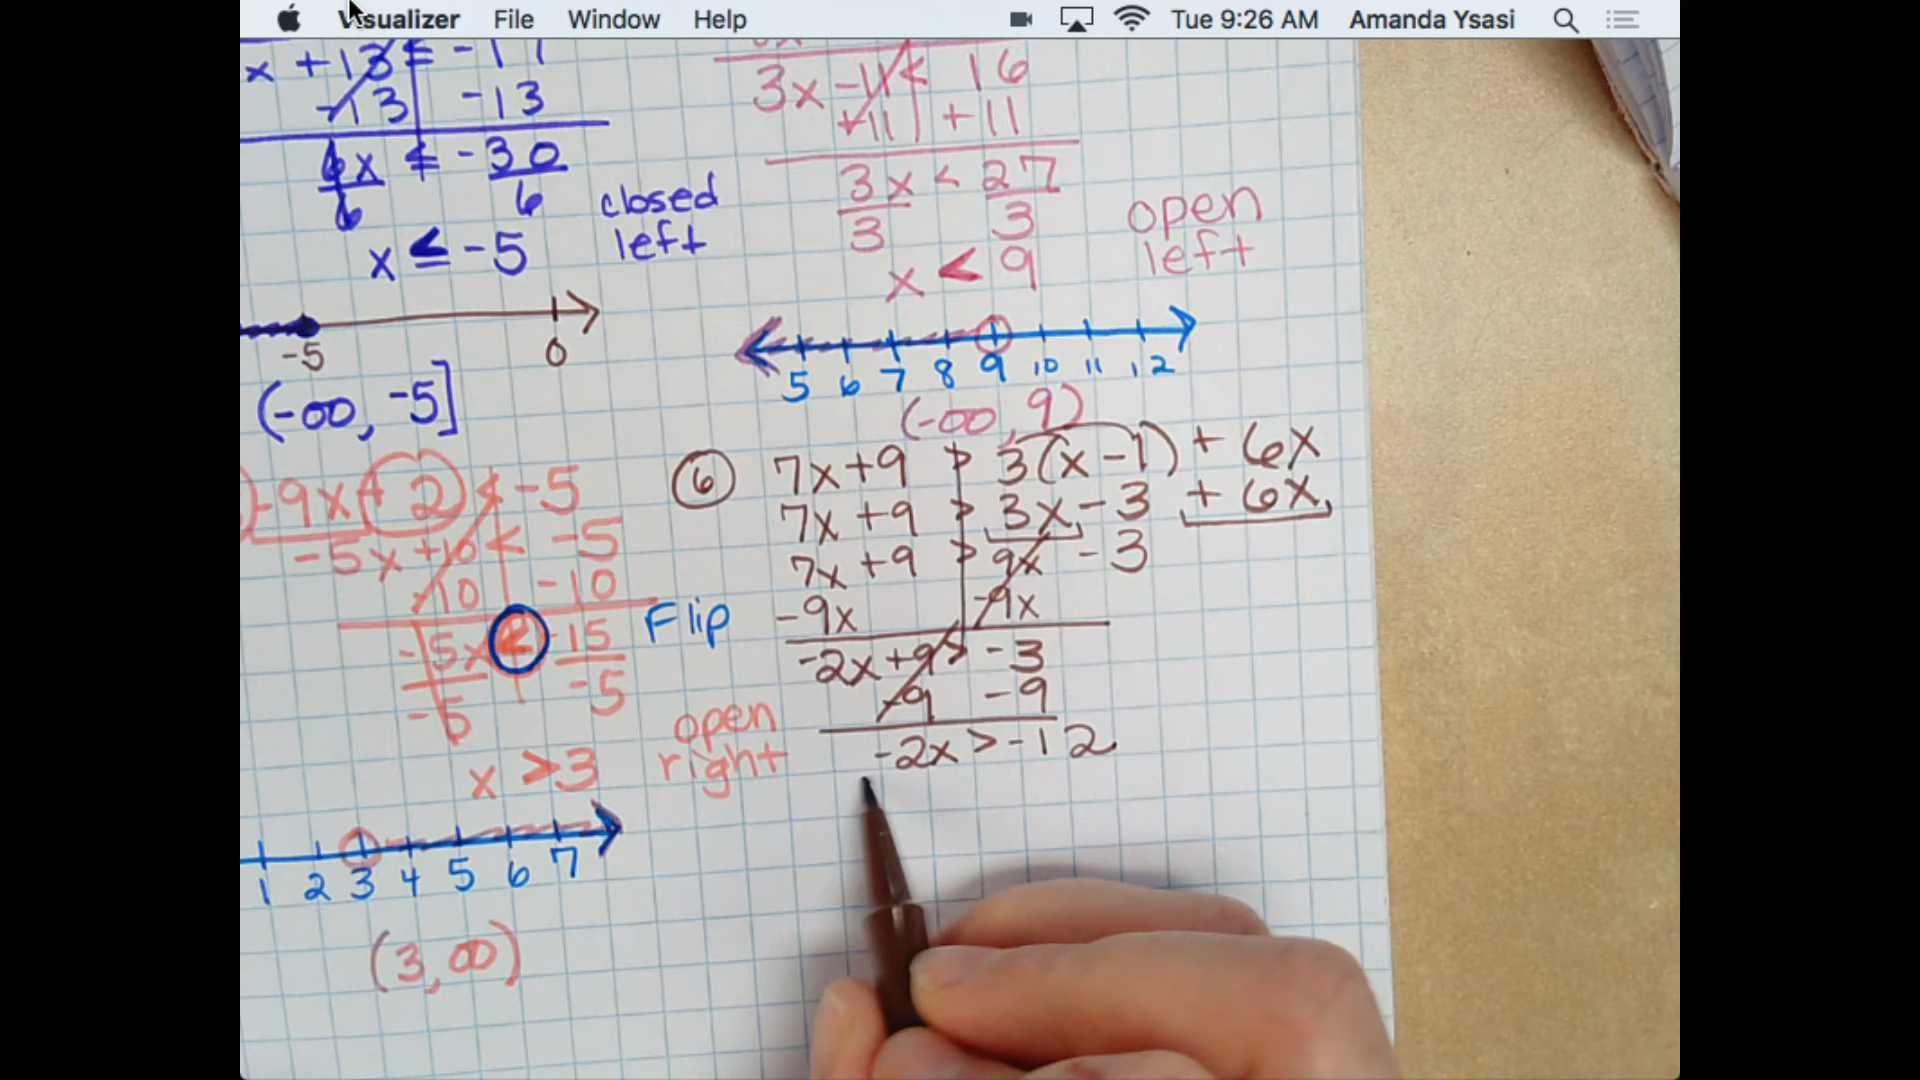 Visualizer File Window Help Tue 9:26 AM Amanda Ysasi
x + 13 ≤ -17
-13 -13
6x ≤ -30
6 6
x ≤ -5
closed
left
-5 0
(-∞, -5]
3x - 11 < 16
+11 +11
3x < 27
3 3
x < 9
open
left
5 6 7 8 9 10 11 12
(-∞, 9)
-9x + 2) < -5
-5x + 10 < -5
-10 -10
-5x < -15
-5 -5
Flip
x > 3
open
right
1 2 3 4 5 6 7
(3, ∞)
6 7x + 9 > 3(x - 1) + 6x
7x + 9 > 3x - 3 + 6x
7x + 9 > 9x - 3
-9x -9x
-2x + 9 > -3
-9 -9
-2x > -12